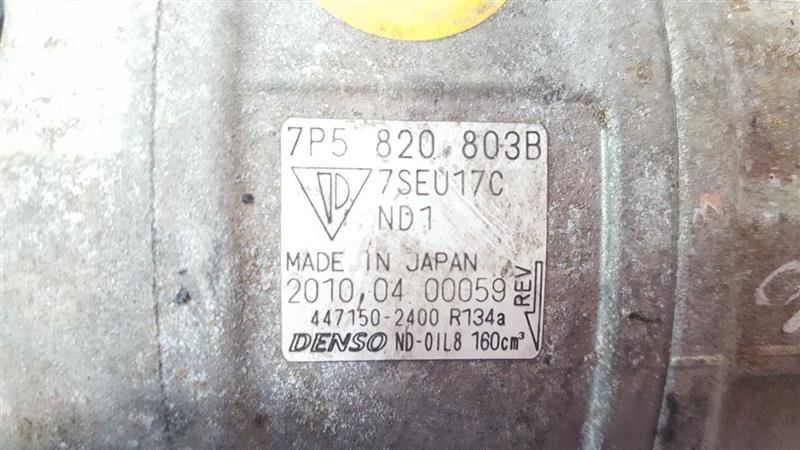 7P5 820 803B
7SEU17C
ND1
MADE IN JAPAN
2010,04 00059
REV
447150-2400 R134a
DENSO ND-OIL8 160cm³